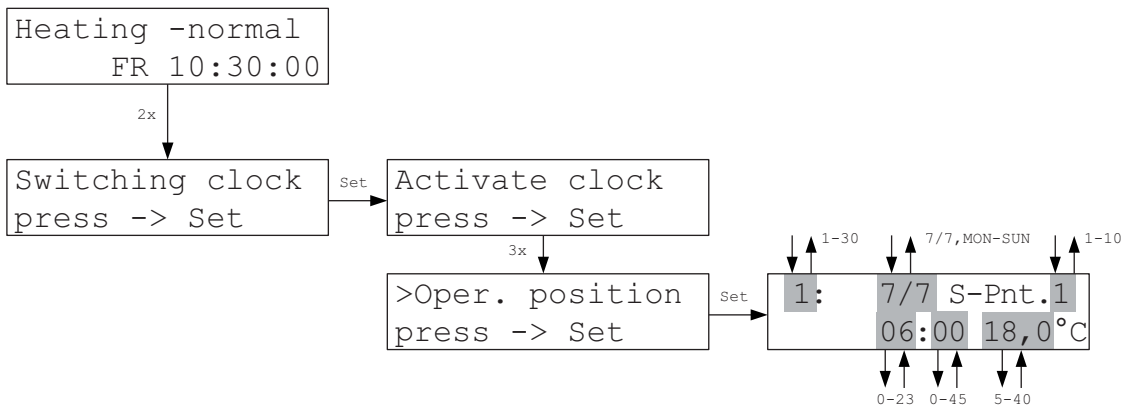 Heating -normal
FR 10:30:00
2x
Switching clock
press -> Set
Set
Activate clock
press -> Set
3x
>Oper. position
press -> Set
Set
1-30
7/7,MON-SUN
1-10
1: 7/7 S-Pnt.1
06:00 18,0°C
0-23
0-45
5-40